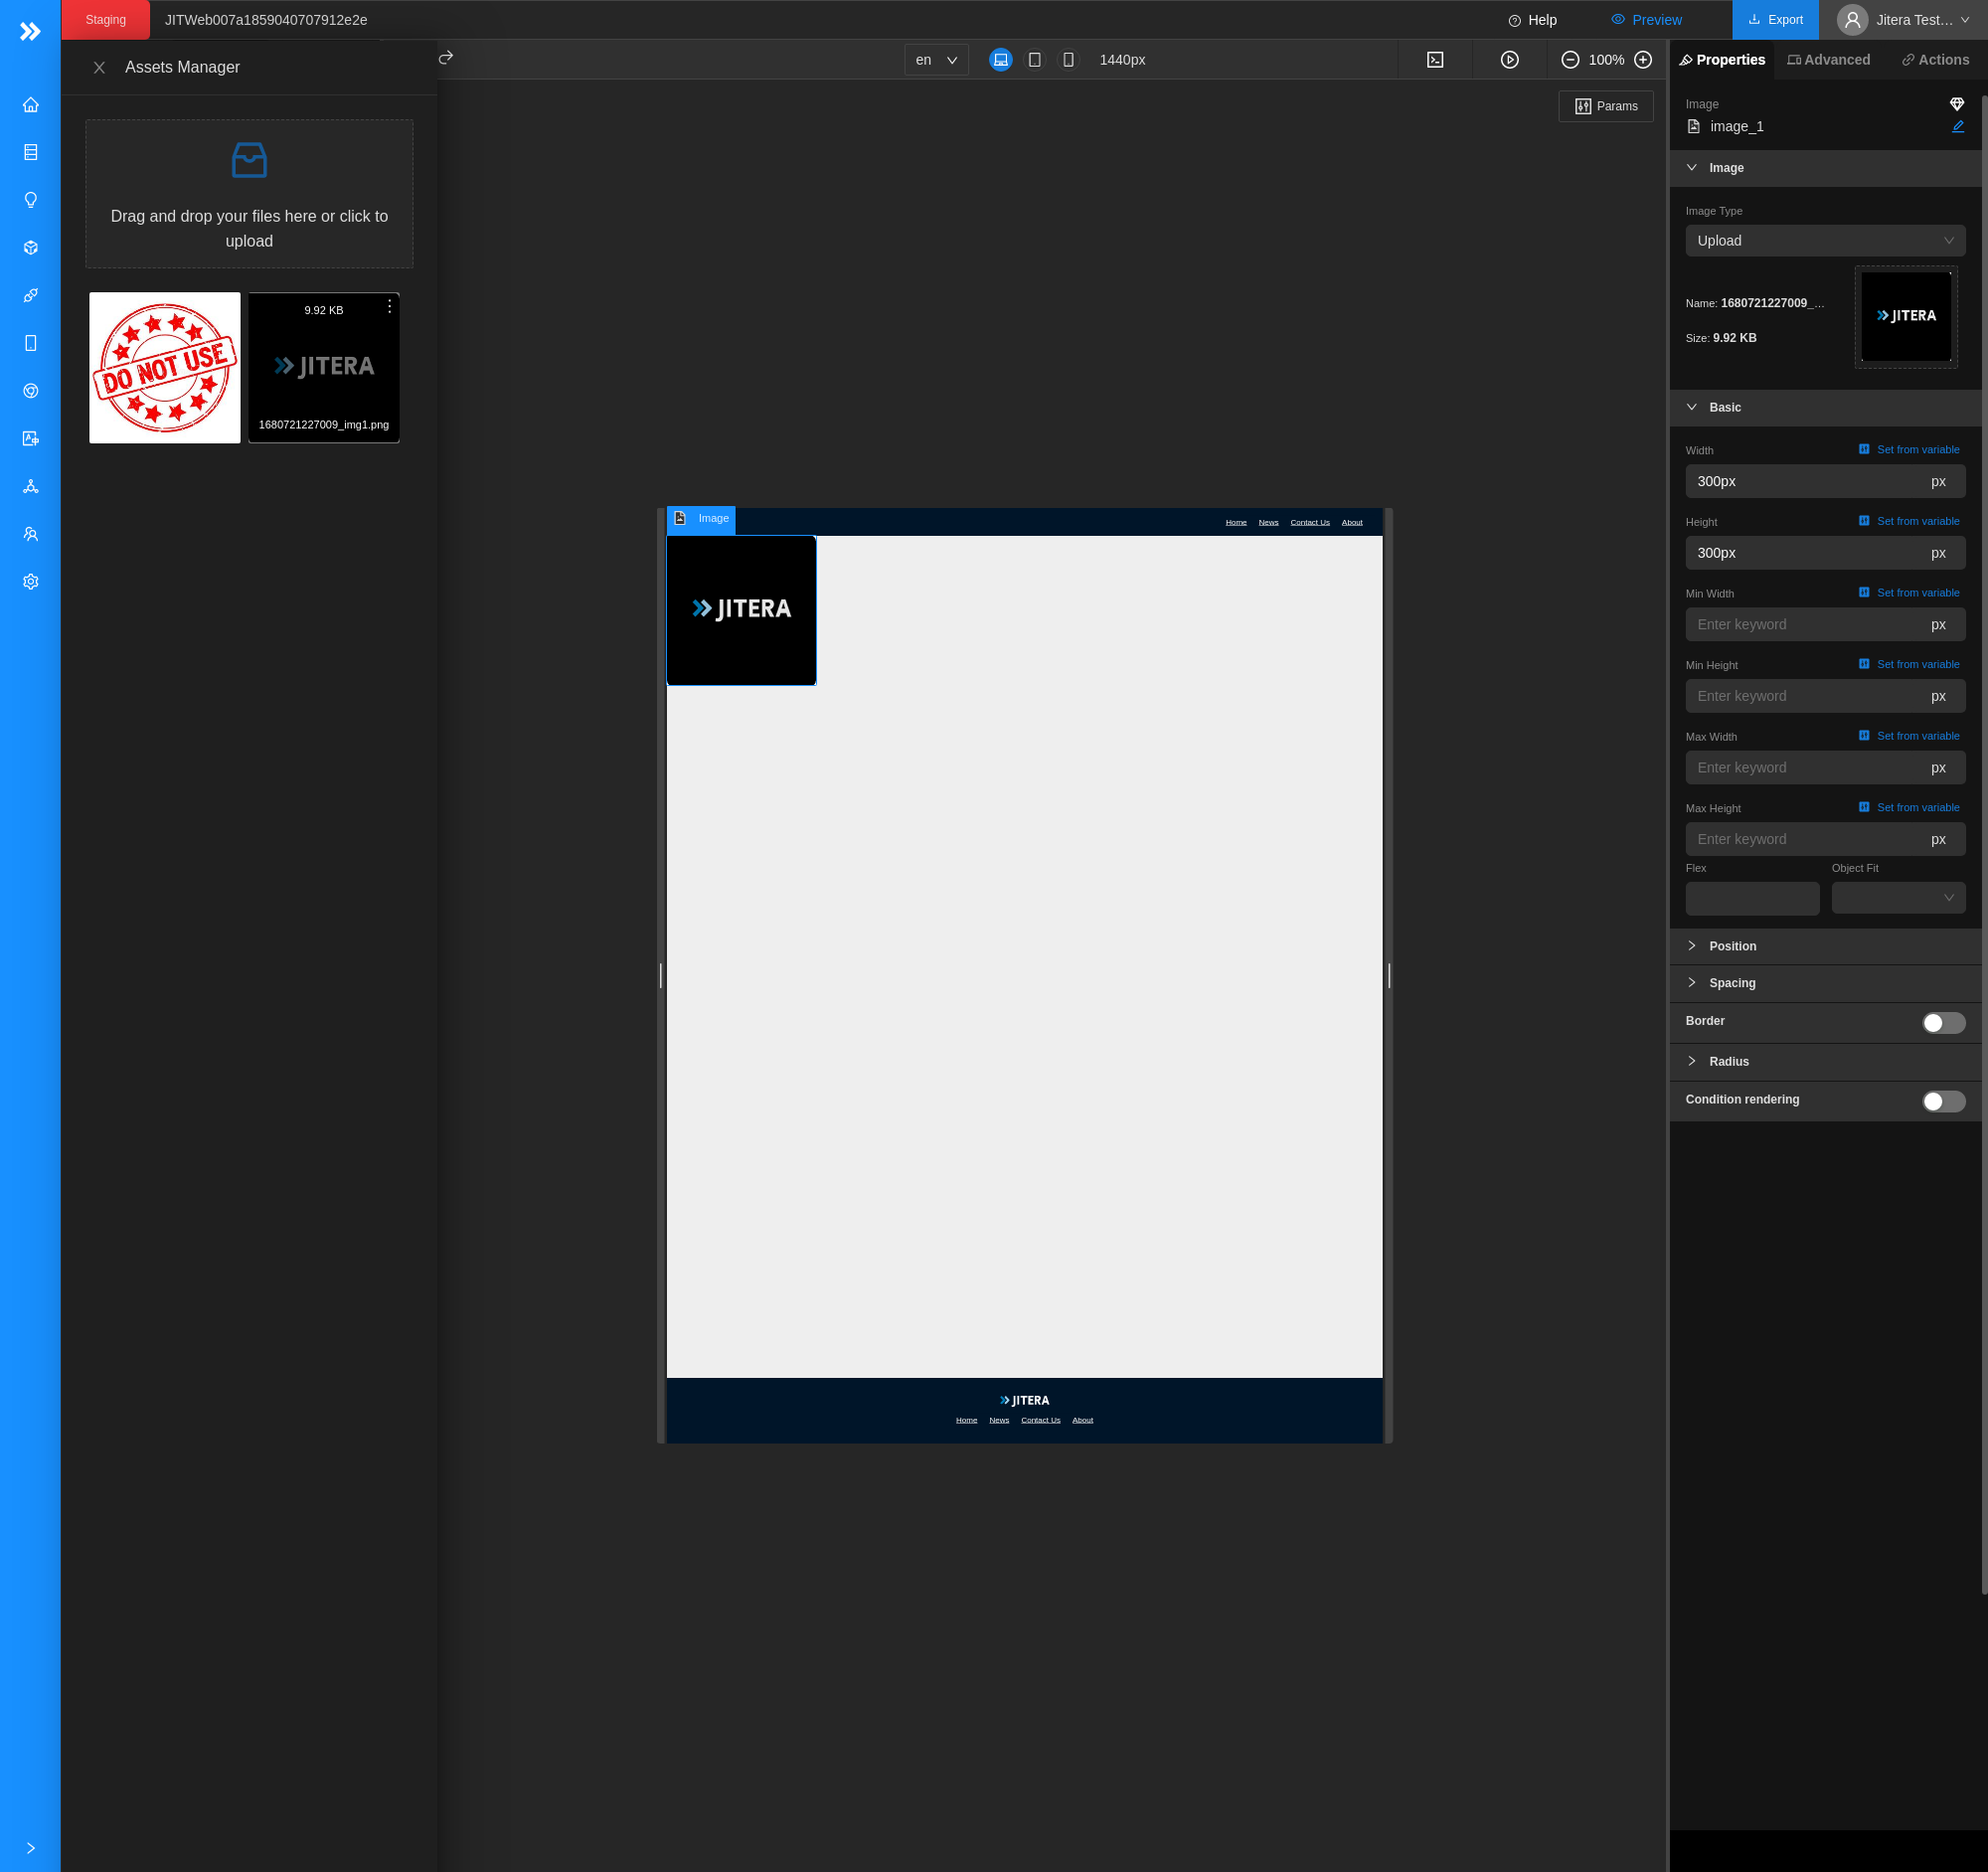 Staging
JITWeb007a1859040707912e2e
Help
Preview
Export
Jitera Test…
Assets Manager
en
1440px
100%
Properties
Advanced
Actions
Params
Drag and drop your files here or click to
upload
DO NOT USE
9.92 KB
JITERA
1680721227009_img1.png
Image
Home
News
Contact Us
About
JITERA
JITERA
Home
News
Contact Us
About
Image
image_1
Image
Image Type
Upload
Name: 1680721227009_…
Size: 9.92 KB
JITERA
Basic
Width
Set from variable
300px
px
Height
Set from variable
300px
px
Min Width
Set from variable
Enter keyword
px
Min Height
Set from variable
Enter keyword
px
Max Width
Set from variable
Enter keyword
px
Max Height
Set from variable
Enter keyword
px
Flex
Object Fit
Position
Spacing
Border
Radius
Condition rendering